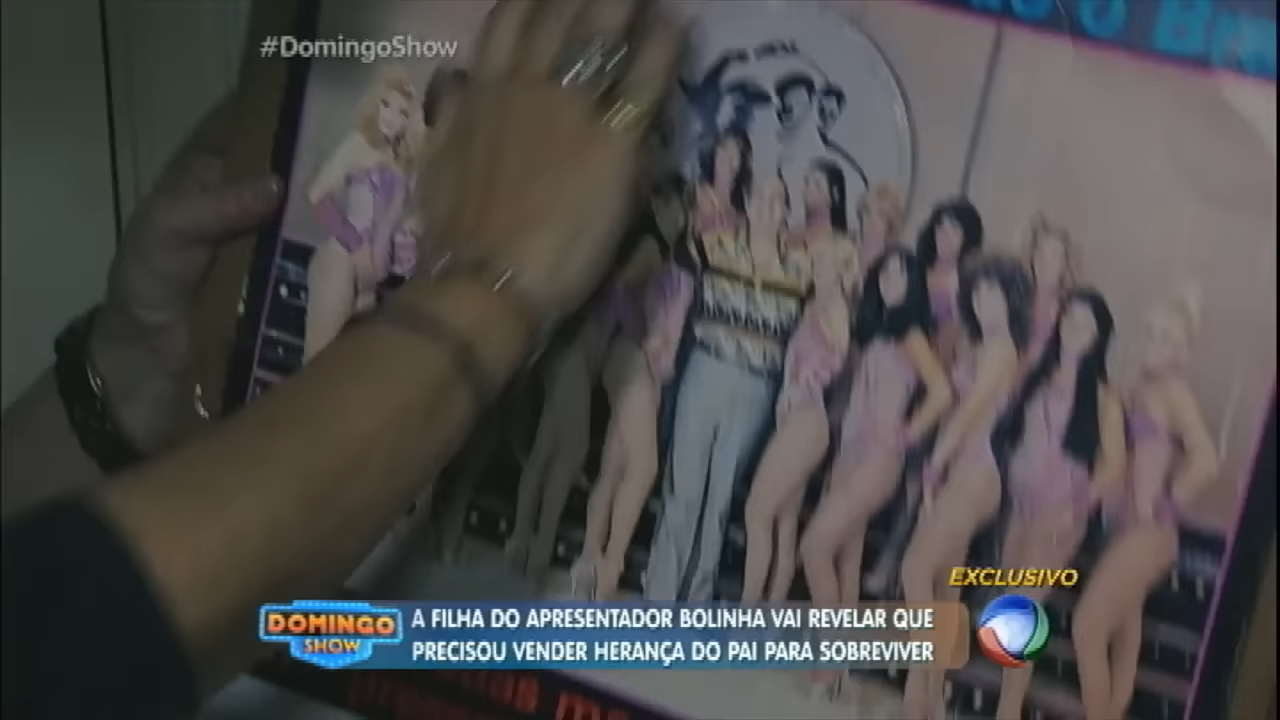 #DomingoShow
EXCLUSIVO
DOMINGO
SHOW
A FILHA DO APRESENTADOR BOLINHA VAI REVELAR QUE
PRECISOU VENDER HERANÇA DO PAI PARA SOBREVIVER